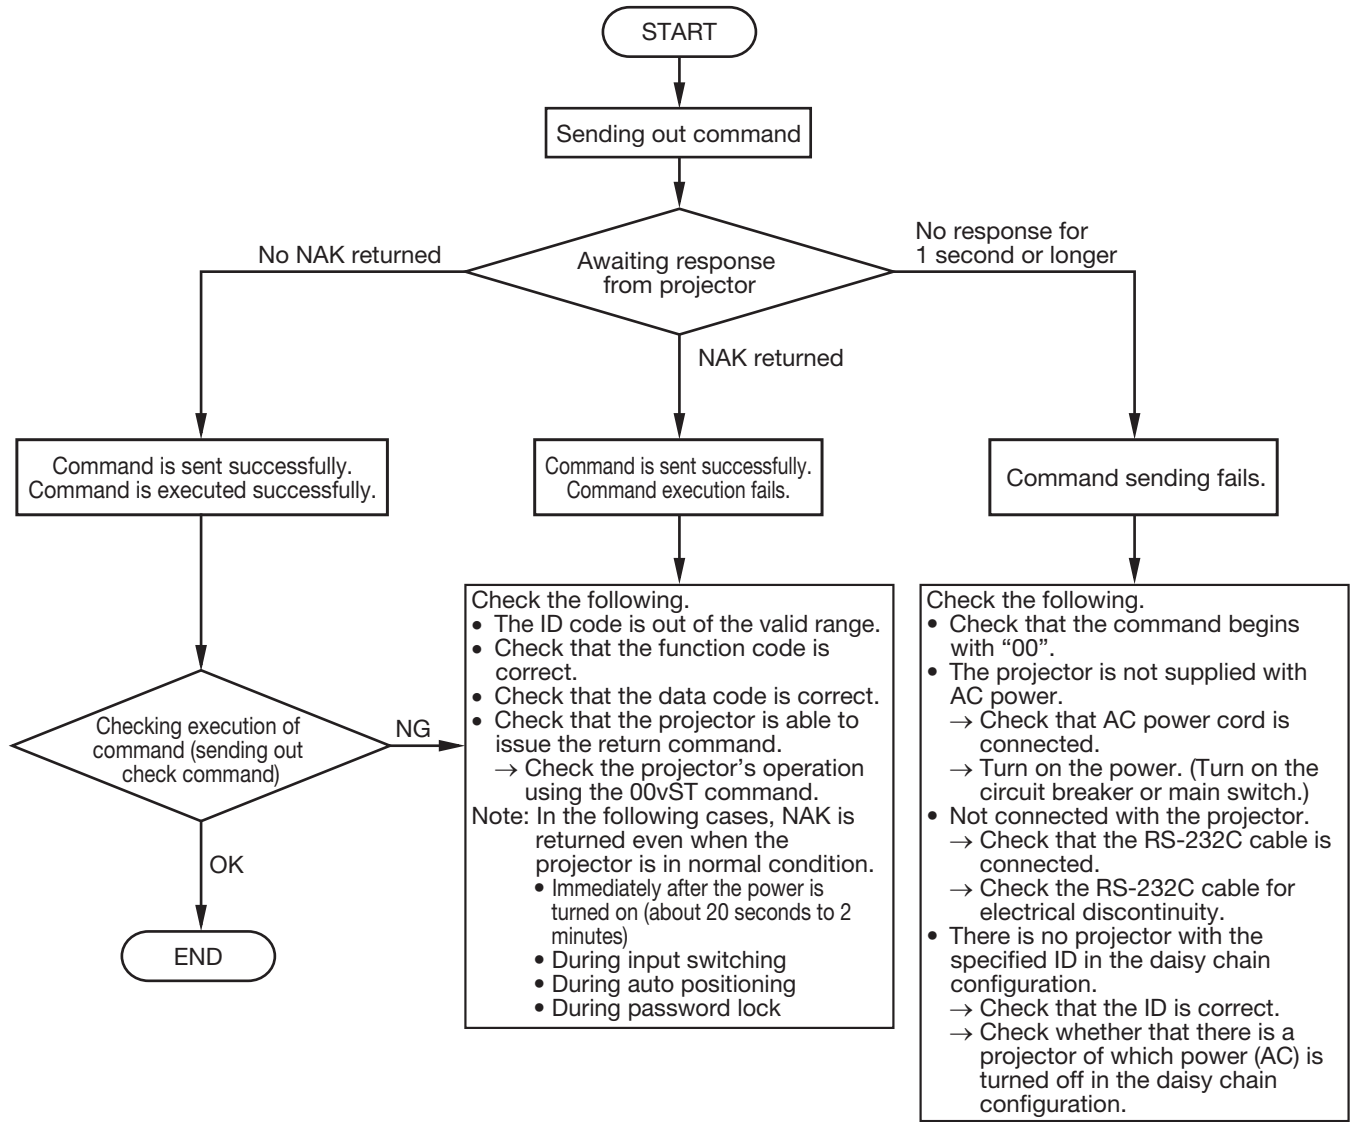 START
Sending out command
Awaiting response
from projector
No NAK returned
No response for
1 second or longer
NAK returned
Command is sent successfully.
Command is executed successfully.
Command is sent successfully.
Command execution fails.
Command sending fails.
Checking execution of
command (sending out
check command)
NG
OK
END
Check the following.
• The ID code is out of the valid range.
• Check that the function code is
correct.
• Check that the data code is correct.
• Check that the projector is able to
issue the return command.
→ Check the projector’s operation
using the 00vST command.
Note: In the following cases, NAK is
returned even when the
projector is in normal condition.
• Immediately after the power is
turned on (about 20 seconds to 2
minutes)
• During input switching
• During auto positioning
• During password lock
Check the following.
• Check that the command begins
with “00”.
• The projector is not supplied with
AC power.
→ Check that AC power cord is
connected.
→ Turn on the power. (Turn on the
circuit breaker or main switch.)
• Not connected with the projector.
→ Check that the RS-232C cable is
connected.
→ Check the RS-232C cable for
electrical discontinuity.
• There is no projector with the
specified ID in the daisy chain
configuration.
→ Check that the ID is correct.
→ Check whether that there is a
projector of which power (AC) is
turned off in the daisy chain
configuration.